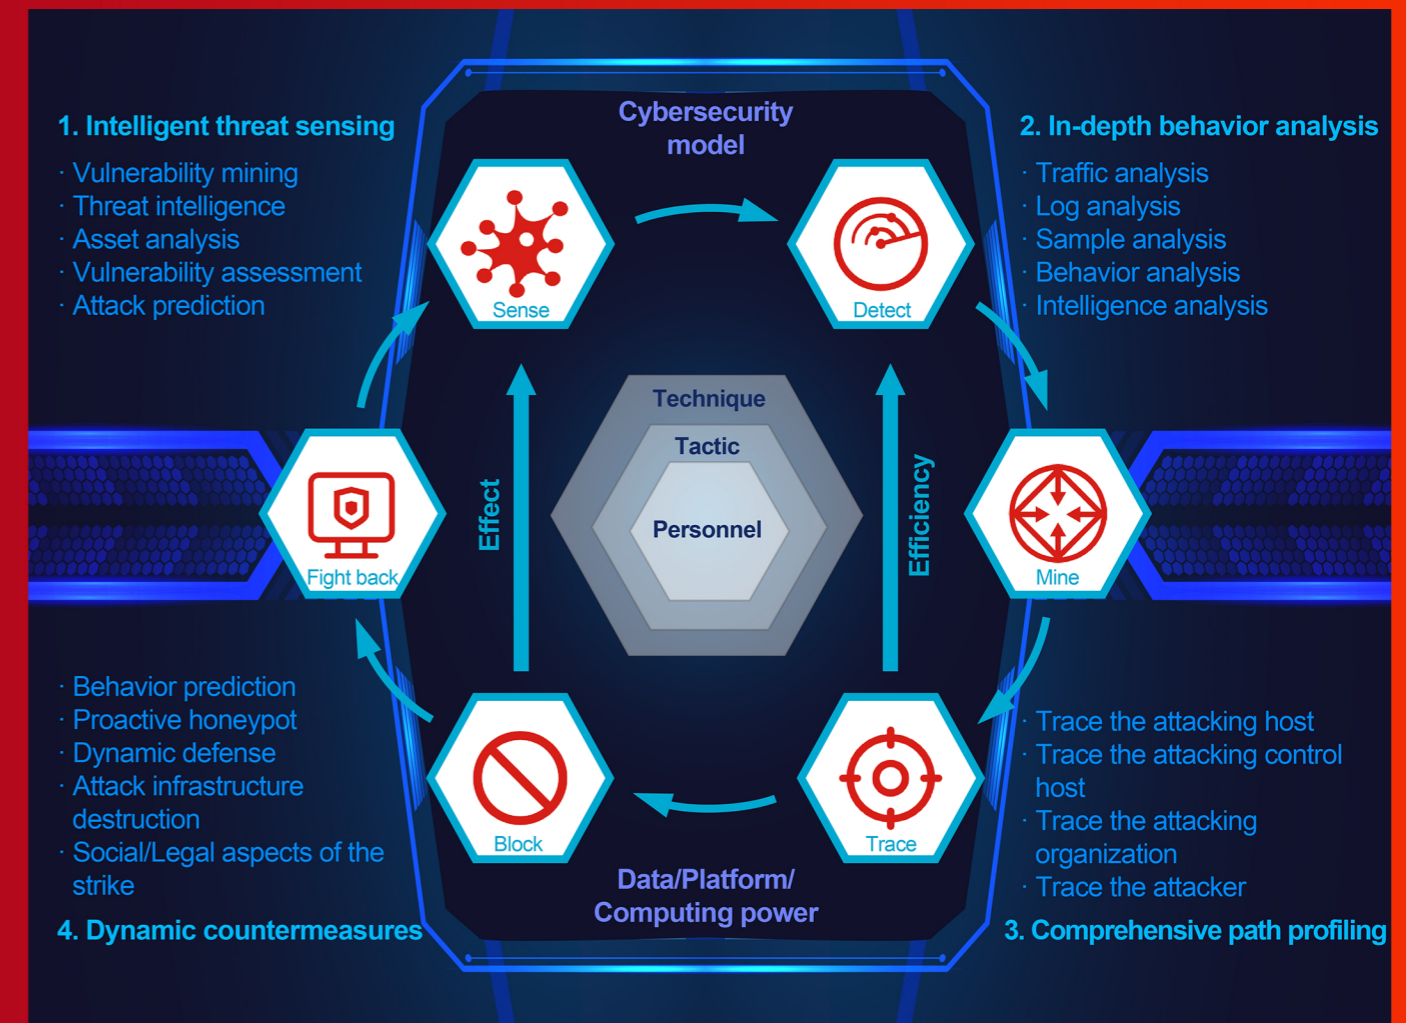 Cybersecurity
model
1. Intelligent threat sensing
· Vulnerability mining
· Threat intelligence
· Asset analysis
· Vulnerability assessment
· Attack prediction
2. In-depth behavior analysis
· Traffic analysis
· Log analysis
· Sample analysis
· Behavior analysis
· Intelligence analysis
Sense
Detect
Technique
Tactic
Personnel
Effect
Efficiency
Fight back
Mine
Block
Trace
· Behavior prediction
· Proactive honeypot
· Dynamic defense
· Attack infrastructure
destruction
· Social/Legal aspects of the
strike
4. Dynamic countermeasures
Data/Platform/
Computing power
· Trace the attacking host
· Trace the attacking control
host
· Trace the attacking
organization
· Trace the attacker
3. Comprehensive path profiling